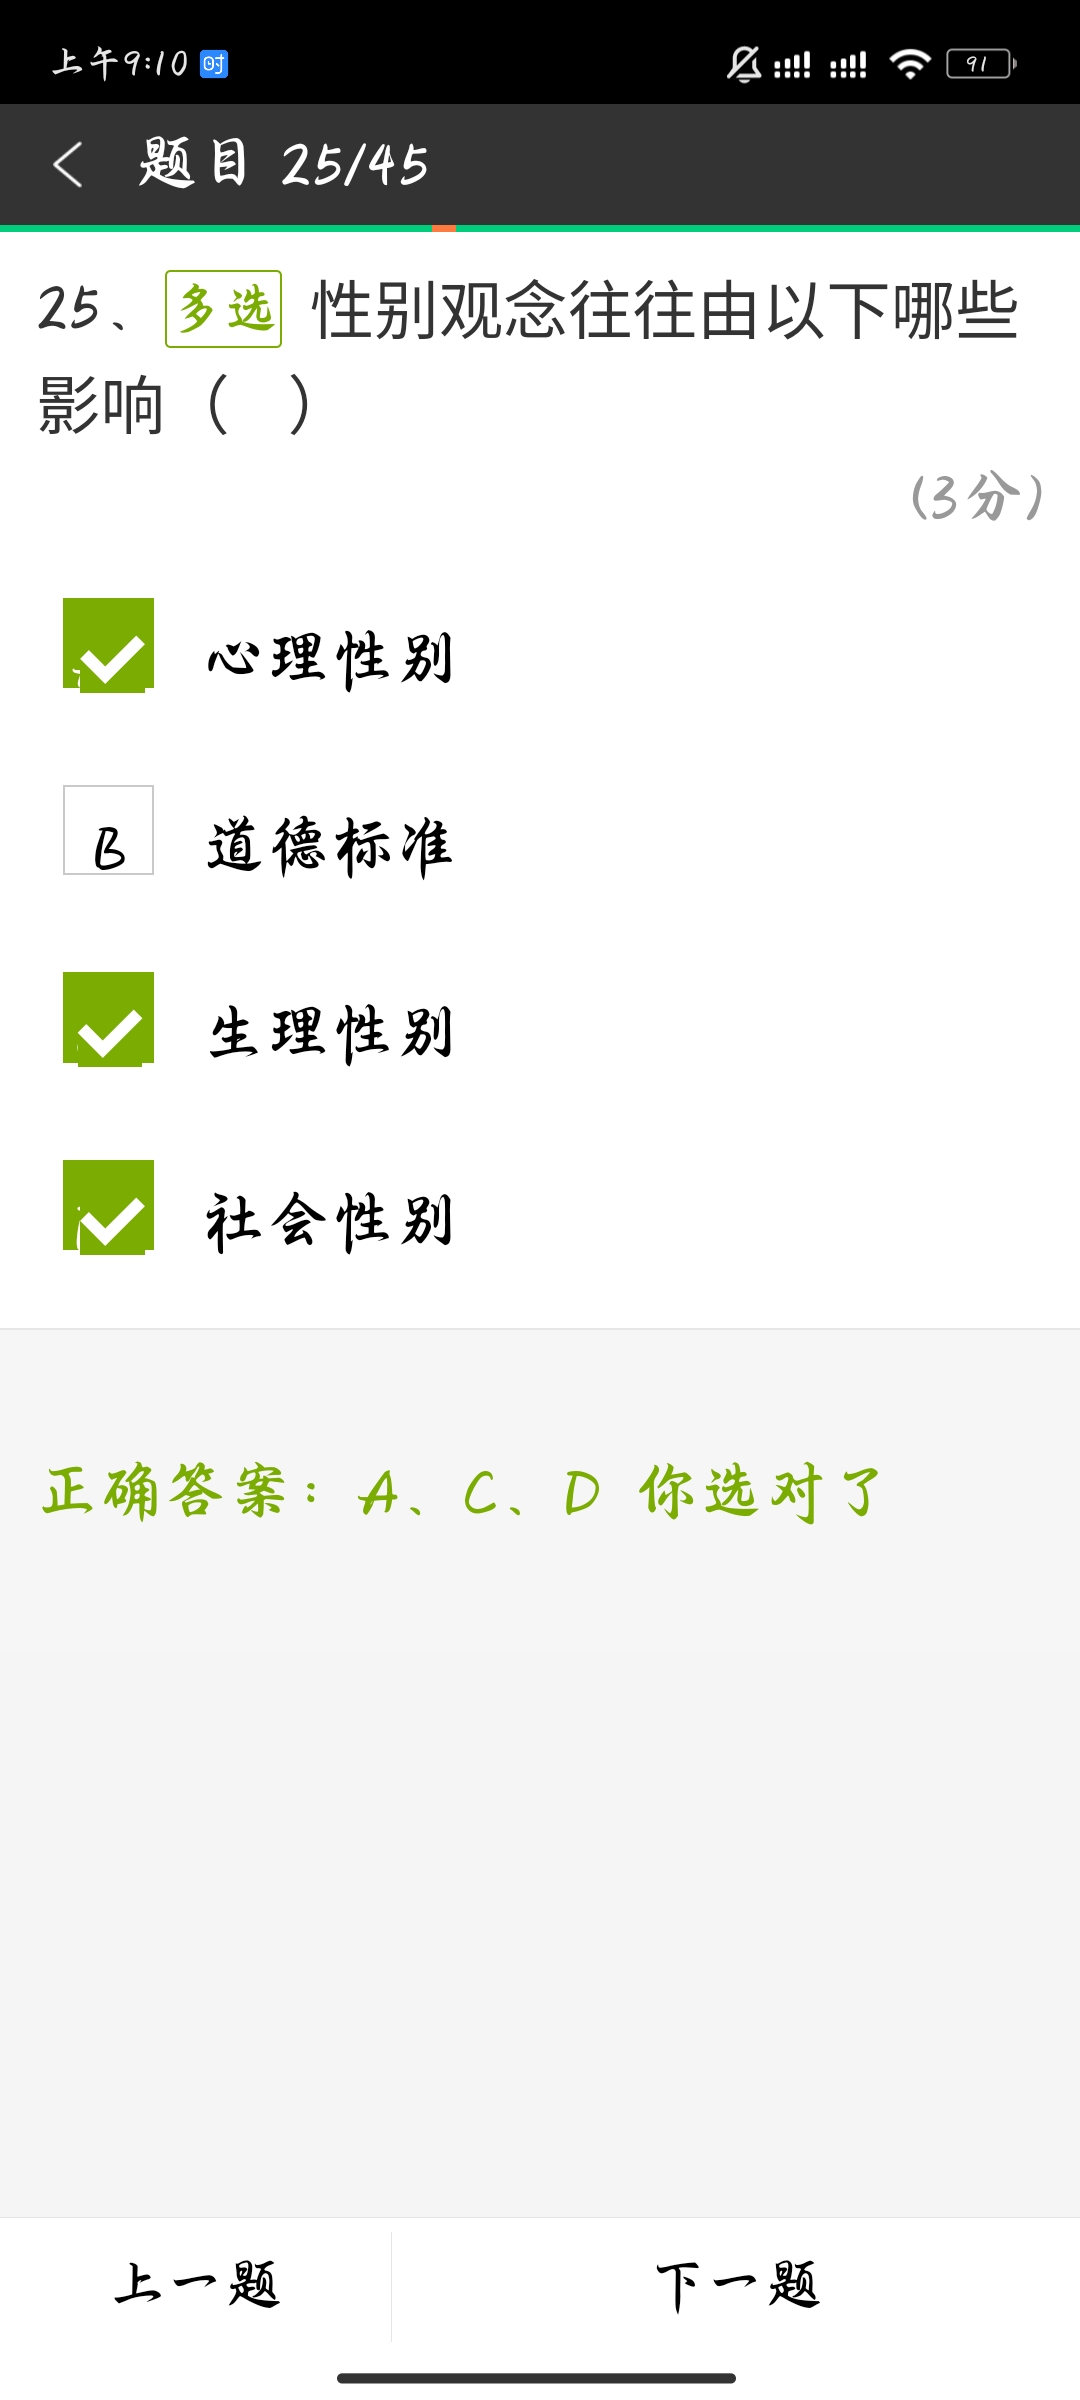 上午9:10 时 91
题目 25/45
25、多选 性别观念往往由以下哪些
影响（ ）
(3分)
心理性别
B 道德标准
生理性别
社会性别
正确答案：A、C、D 你选对了
上一题 下一题